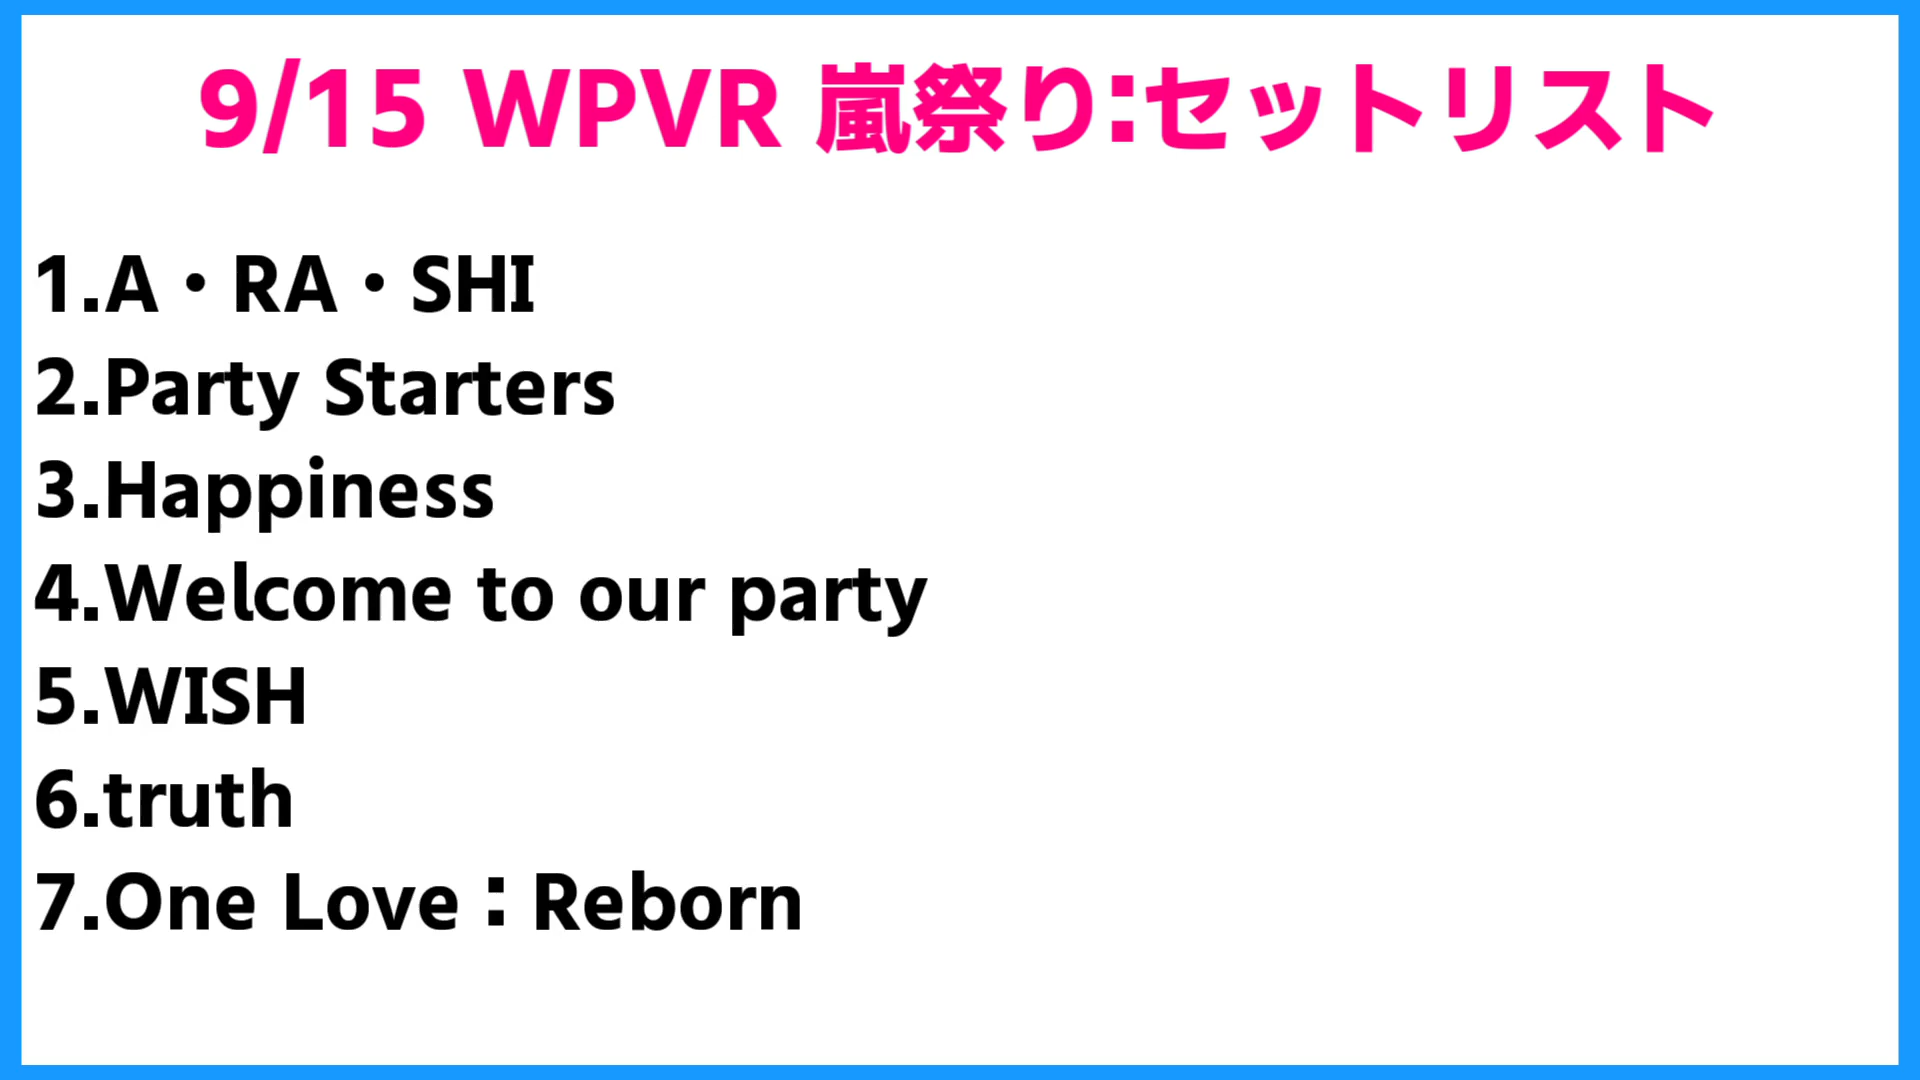 9/15 WPVR 嵐祭り:セットリスト
1.A・RA・SHI
2.Party Starters
3.Happiness
4.Welcome to our party
5.WISH
6.truth
7.One Love：Reborn